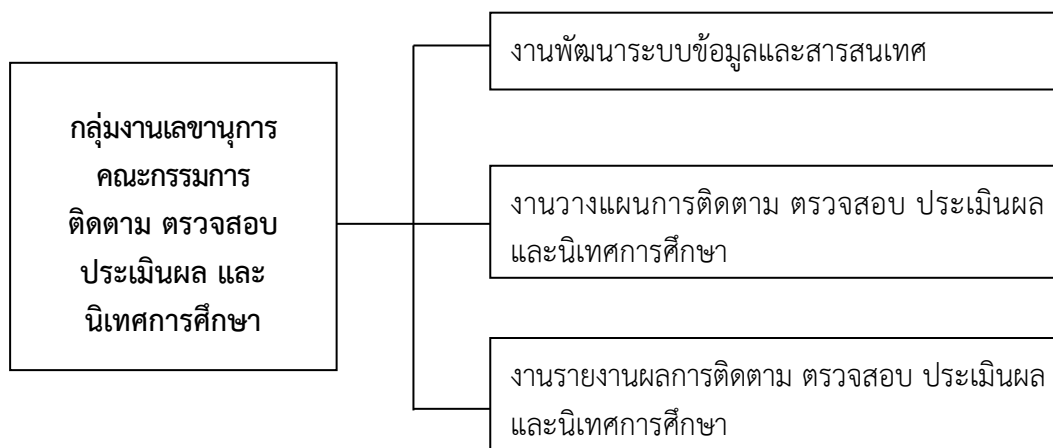 กลุ่มงานเลขานุการ
คณะกรรมการ
ติดตาม ตรวจสอบ
ประเมินผล และ
นิเทศการศึกษา
งานพัฒนาระบบข้อมูลและสารสนเทศ
งานวางแผนการติดตาม ตรวจสอบ ประเมินผล
และนิเทศการศึกษา
งานรายงานผลการติดตาม ตรวจสอบ ประเมินผล
และนิเทศการศึกษา